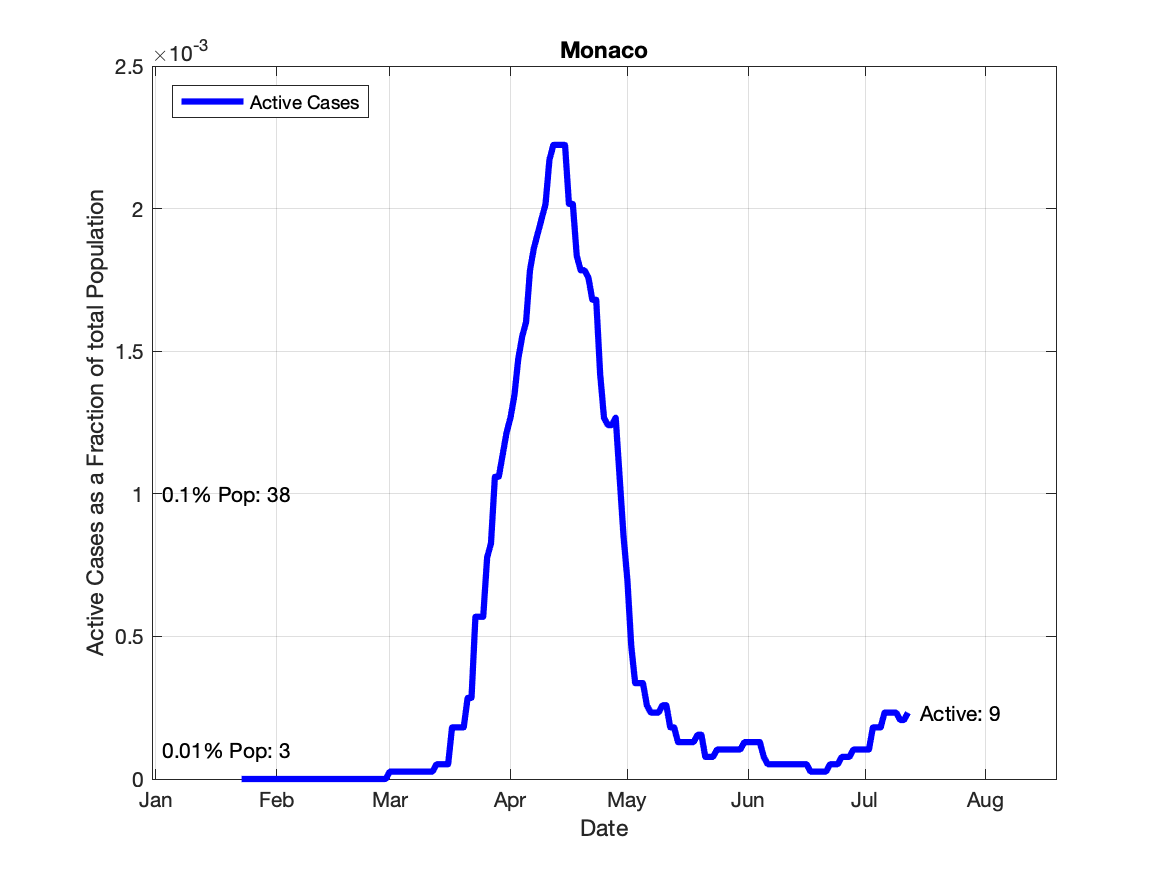 Monaco
×10-3
2.5
2
1.5
1
0.5
0
Active Cases as a Fraction of total Population
Active Cases
0.1% Pop: 38
0.01% Pop: 3
Active: 9
Jan Feb Mar Apr May Jun Jul Aug
Date